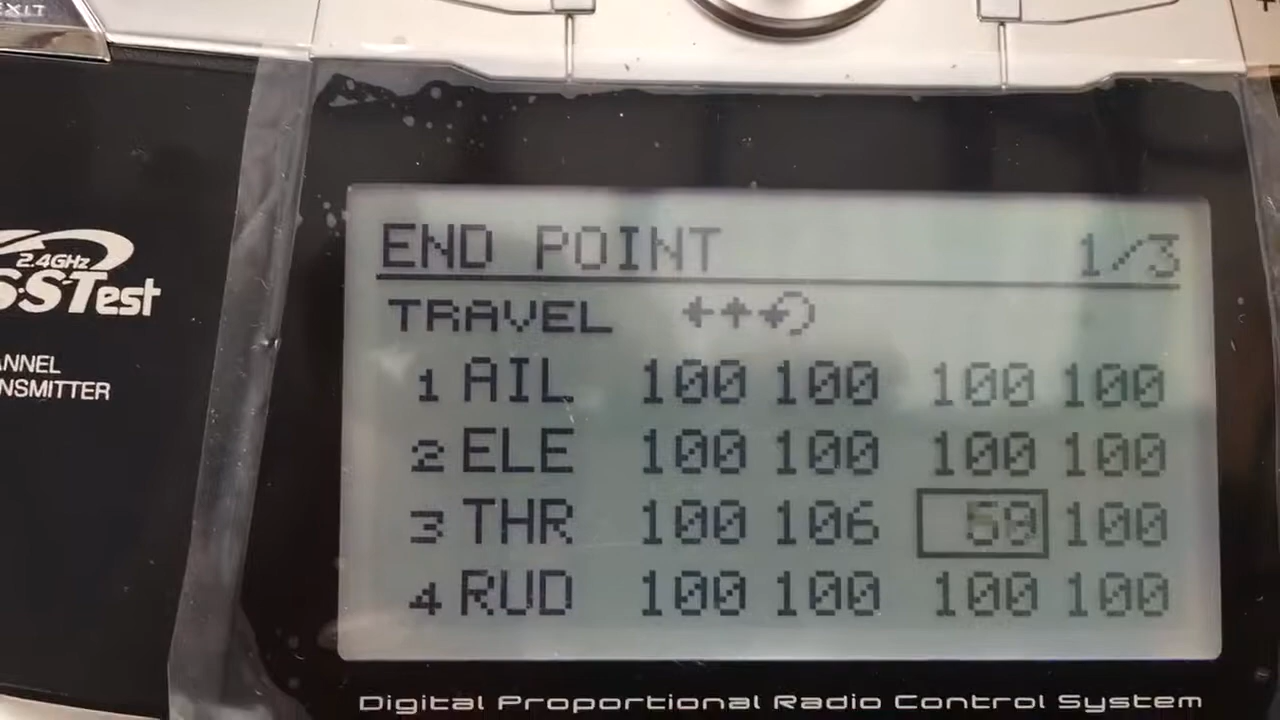 EXIT
2.4GHz
S·S·Test
ANNEL
NSMITTER
END POINT 1/3
TRAVEL
1 AIL 100 100 100 100
2 ELE 100 100 100 100
3 THR 100 106 100
4 RUD 100 100 100 100
Digital Proportional Radio Control System